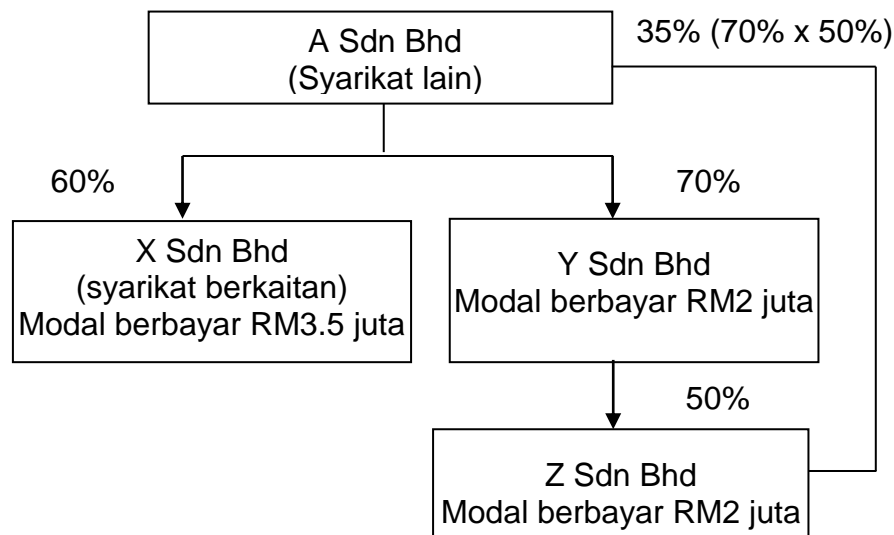 A Sdn Bhd
(Syarikat lain)
35% (70% x 50%)
60%
70%
X Sdn Bhd
(syarikat berkaitan)
Modal berbayar RM3.5 juta
Y Sdn Bhd
Modal berbayar RM2 juta
50%
Z Sdn Bhd
Modal berbayar RM2 juta